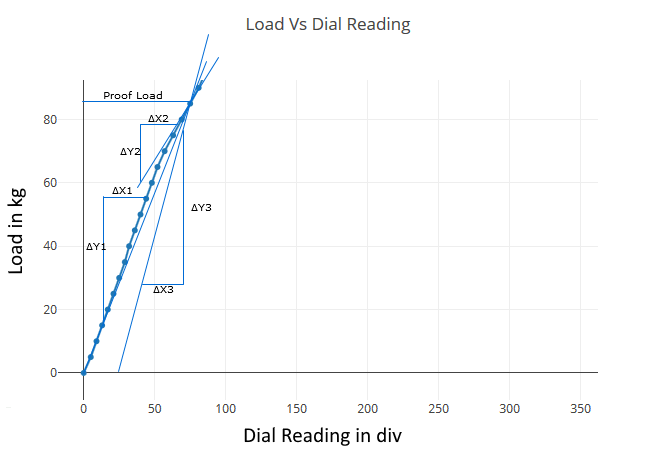 Load Vs Dial Reading
Proof Load
ΔX2
ΔY2
ΔX1
ΔY3
ΔY1
ΔX3
80
60
40
20
0
Load in kg
0 50 100 150 200 250 300 350
Dial Reading in div